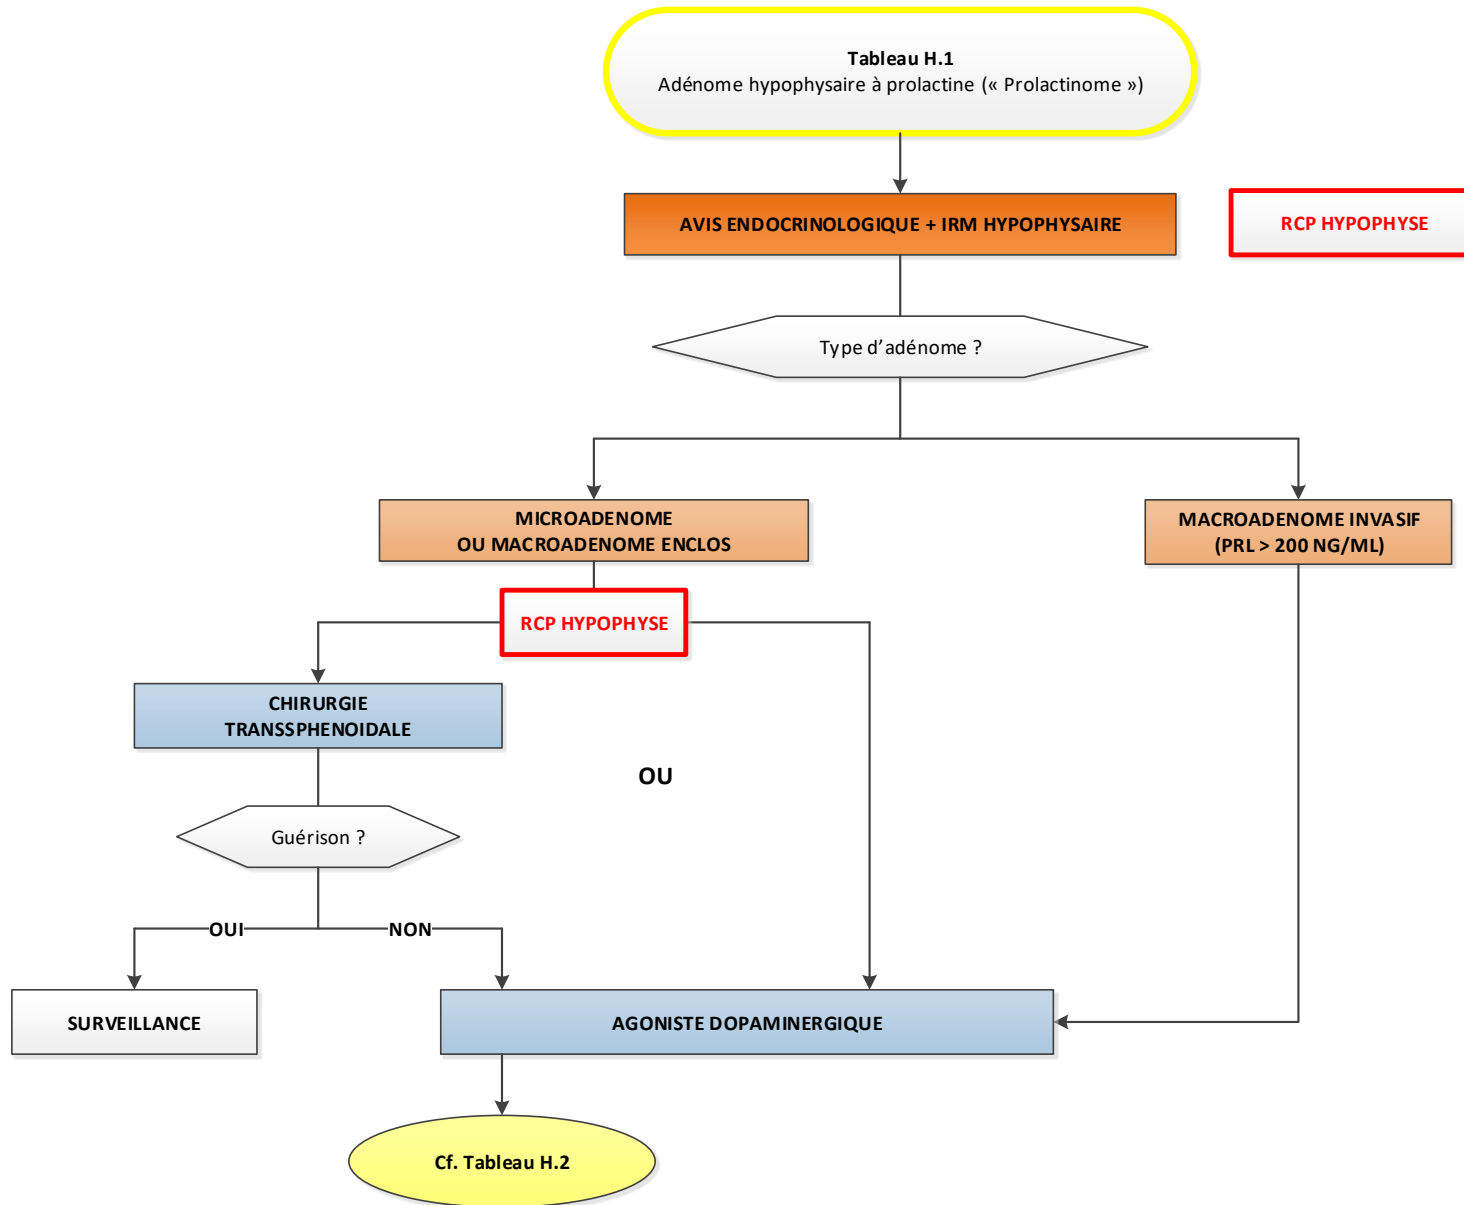 Tableau H.1
Adénome hypophysaire à prolactine (« Prolactinome »)
AVIS ENDOCRINOLOGIQUE + IRM HYPOPHYSAIRE
RCP HYPOPHYSE
Type d’adénome ?
MICROADENOME
OU MACROADENOME ENCLOS
MACROADENOME INVASIF
(PRL > 200 NG/ML)
RCP HYPOPHYSE
CHIRURGIE
TRANSSPHENOIDALE
OU
Guérison ?
OUI
NON
SURVEILLANCE
AGONISTE DOPAMINERGIQUE
Cf. Tableau H.2